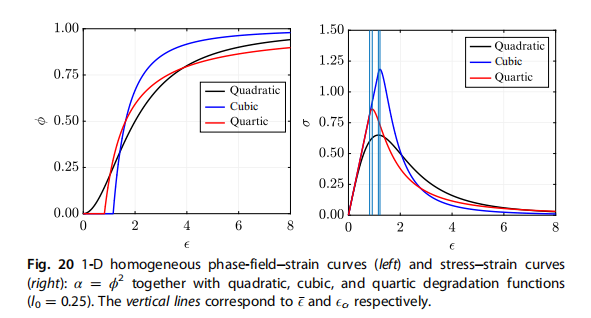 1.00
0.75
0.50
0.25
0.00
ϕ
0 2 4 6 8
ϵ
Quadratic
Cubic
Quartic
1.50
1.25
1.00
0.75
0.50
0.25
0.00
σ
0 2 4 6 8
ϵ
Quadratic
Cubic
Quartic
Fig. 20 1-D homogeneous phase-field–strain curves (left) and stress–strain curves
(right): α = ϕ² together with quadratic, cubic, and quartic degradation functions
(l₀ = 0.25). The vertical lines correspond to ε̄ and ϵα respectively.